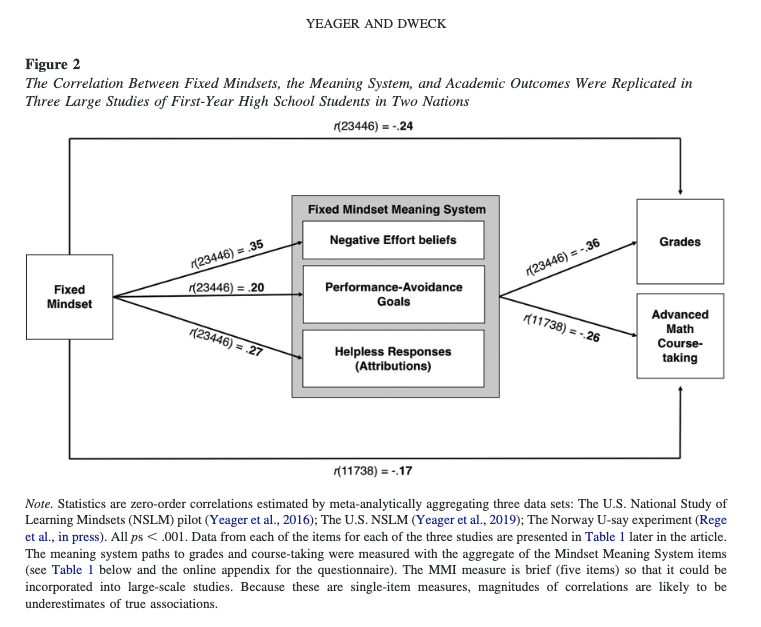 YEAGER AND DWECK
Figure 2
The Correlation Between Fixed Mindsets, the Meaning System, and Academic Outcomes Were Replicated in
Three Large Studies of First-Year High School Students in Two Nations
r(23446) = -.24
Fixed Mindset Meaning System
Negative Effort beliefs
Performance-Avoidance
Goals
Helpless Responses
(Attributions)
Fixed
Mindset
r(23446) = .35
r(23446) = .20
r(23446) = .27
r(23446) = -.36
r(11738) = -.26
Grades
Advanced
Math
Course-
taking
r(11738) = -.17
Note. Statistics are zero-order correlations estimated by meta-analytically aggregating three data sets: The U.S. National Study of
Learning Mindsets (NSLM) pilot (Yeager et al., 2016); The U.S. NSLM (Yeager et al., 2019); The Norway U-say experiment (Rege
et al., in press). All ps < .001. Data from each of the items for each of the three studies are presented in Table 1 later in the article.
The meaning system paths to grades and course-taking were measured with the aggregate of the Mindset Meaning System items
(see Table 1 below and the online appendix for the questionnaire). The MMI measure is brief (five items) so that it could be
incorporated into large-scale studies. Because these are single-item measures, magnitudes of correlations are likely to be
underestimates of true associations.